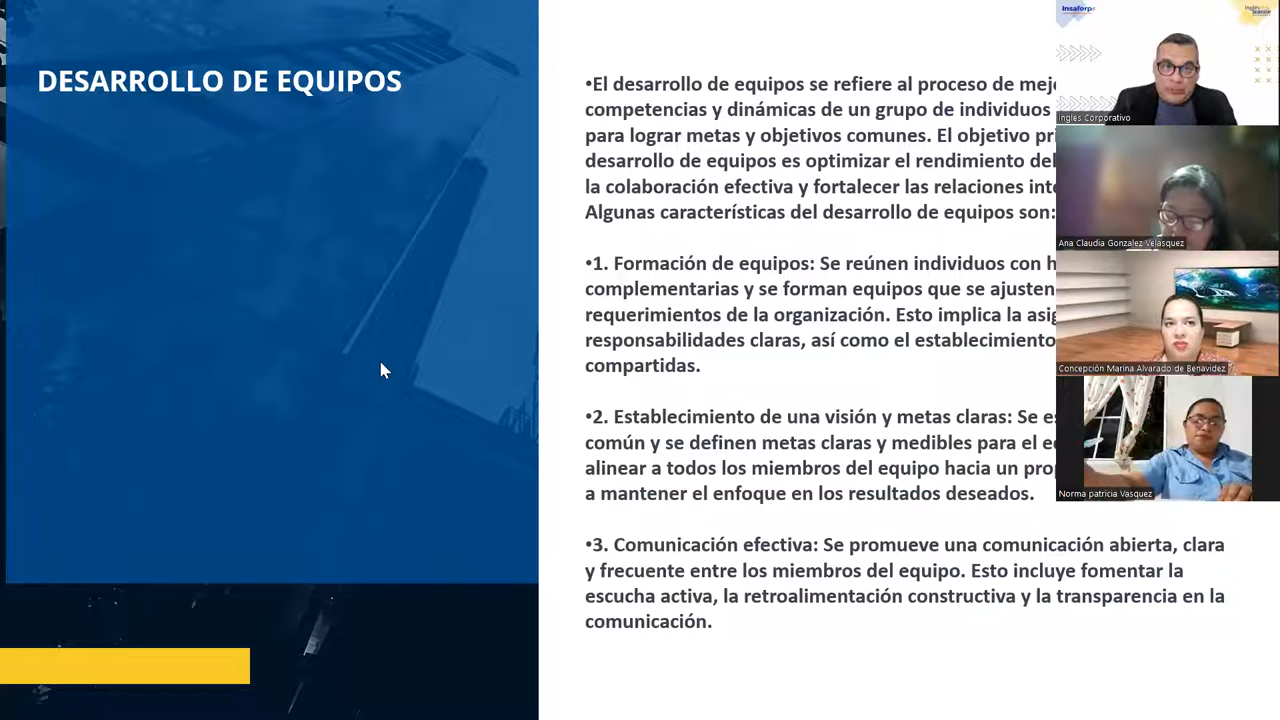 DESARROLLO DE EQUIPOS
•El desarrollo de equipos se refiere al proceso de
competencias y dinámicas de un grupo de individuos
para lograr metas y objetivos comunes. El objetivo
desarrollo de equipos es optimizar el rendimiento
la colaboración efectiva y fortalecer las relaciones
Algunas características del desarrollo de equipos son:
•1. Formación de equipos: Se reúnen individuos con
complementarias y se forman equipos que se ajusten
requerimientos de la organización. Esto implica la
responsabilidades claras, así como el establecimiento
compartidas.
•2. Establecimiento de una visión y metas claras: Se
común y se definen metas claras y medibles para el
alinear a todos los miembros del equipo hacia un
a mantener el enfoque en los resultados deseados.
•3. Comunicación efectiva: Se promueve una comunicación abierta, clara
y frecuente entre los miembros del equipo. Esto incluye fomentar la
escucha activa, la retroalimentación constructiva y la transparencia en la
comunicación.
Insaforp
Ingles Corporativo
Ana Claudia Gonzalez Velasquez
Concepción Marina Alvarado de Benavidez
Norma patricia Vasquez